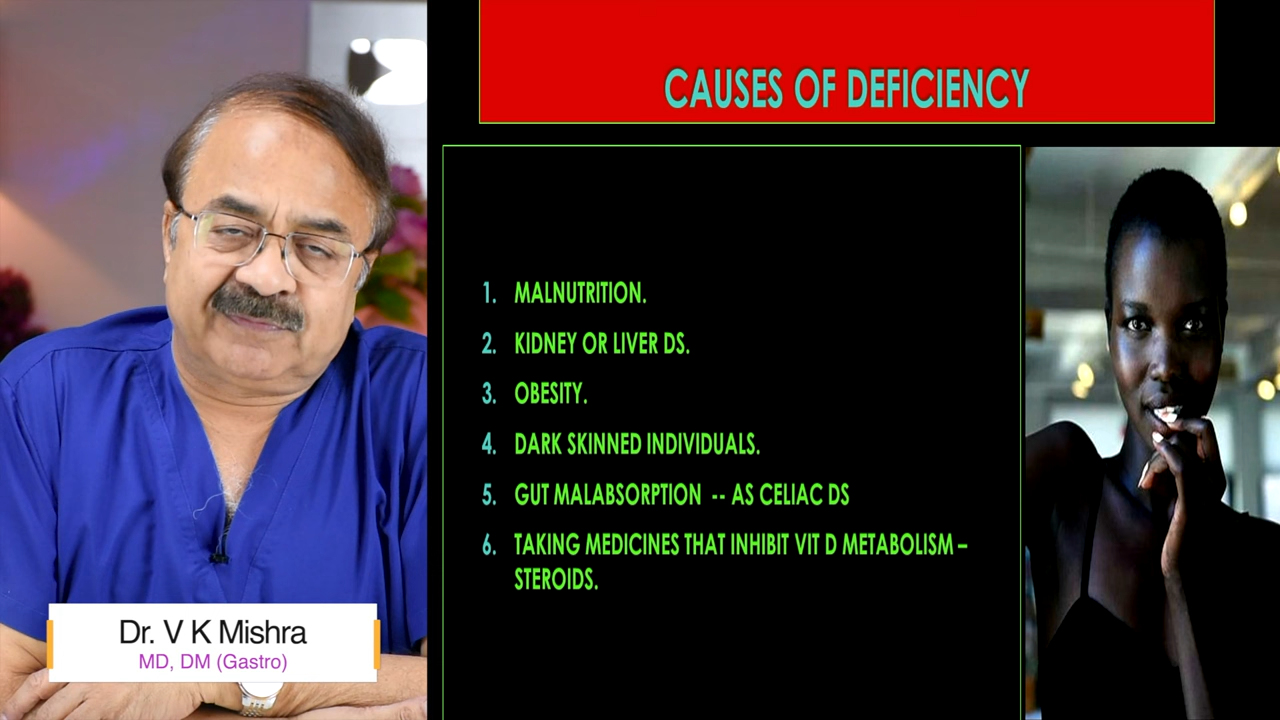 CAUSES OF DEFICIENCY
1. MALNUTRITION.
2. KIDNEY OR LIVER DS.
3. OBESITY.
4. DARK SKINNED INDIVIDUALS.
5. GUT MALABSORPTION -- AS CELIAC DS
6. TAKING MEDICINES THAT INHIBIT VIT D METABOLISM –
STEROIDS.
Dr. V K Mishra
MD, DM (Gastro)